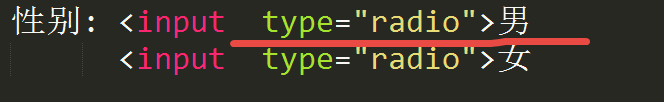 性别: <input  type="radio">男
<input  type="radio">女